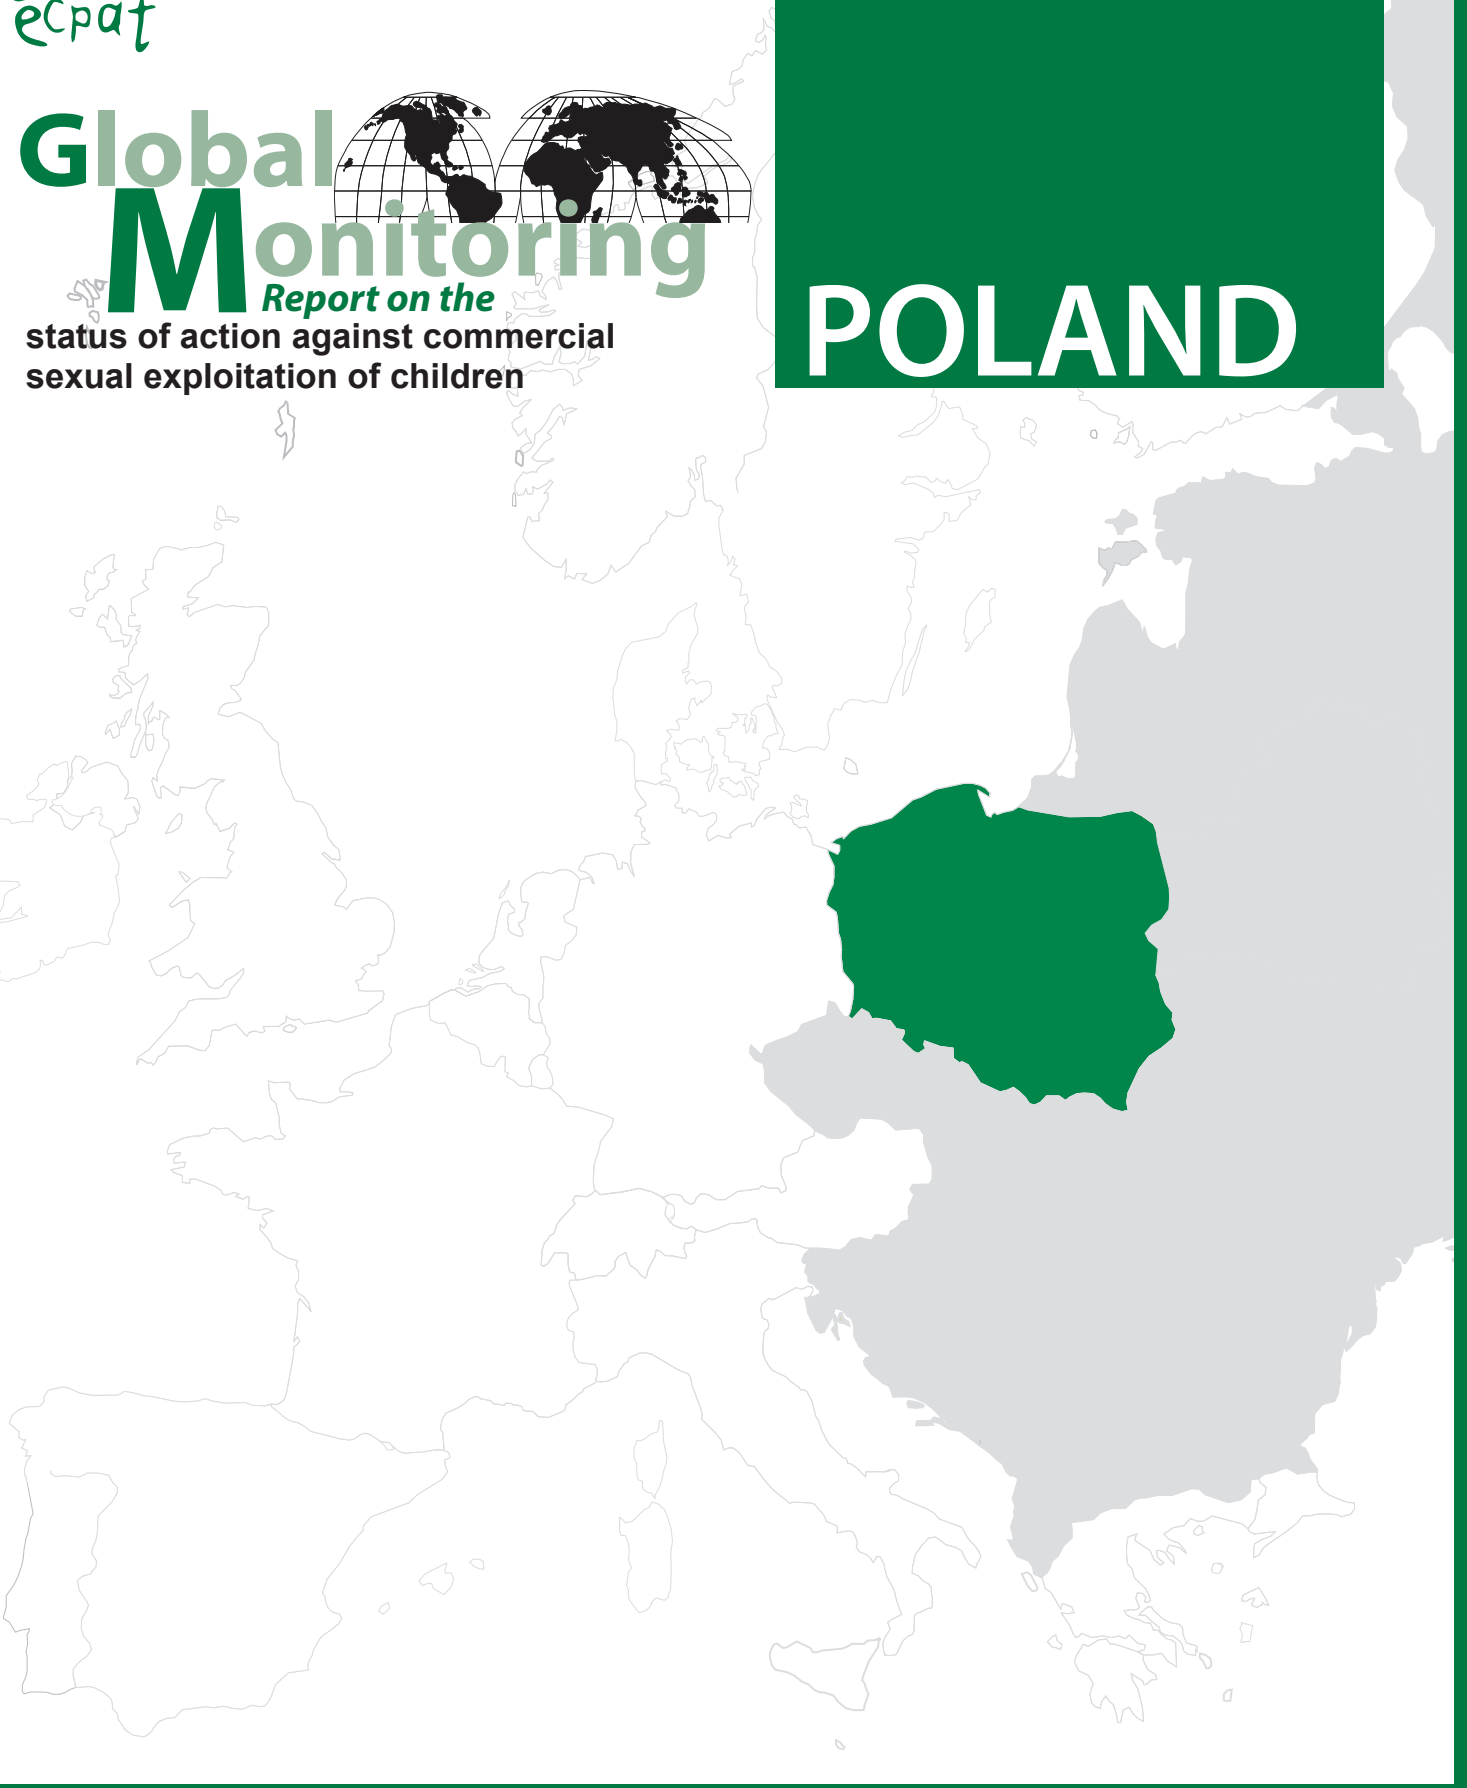 ecpat
Global
Monitoring
Report on the
status of action against commercial
sexual exploitation of children
POLAND